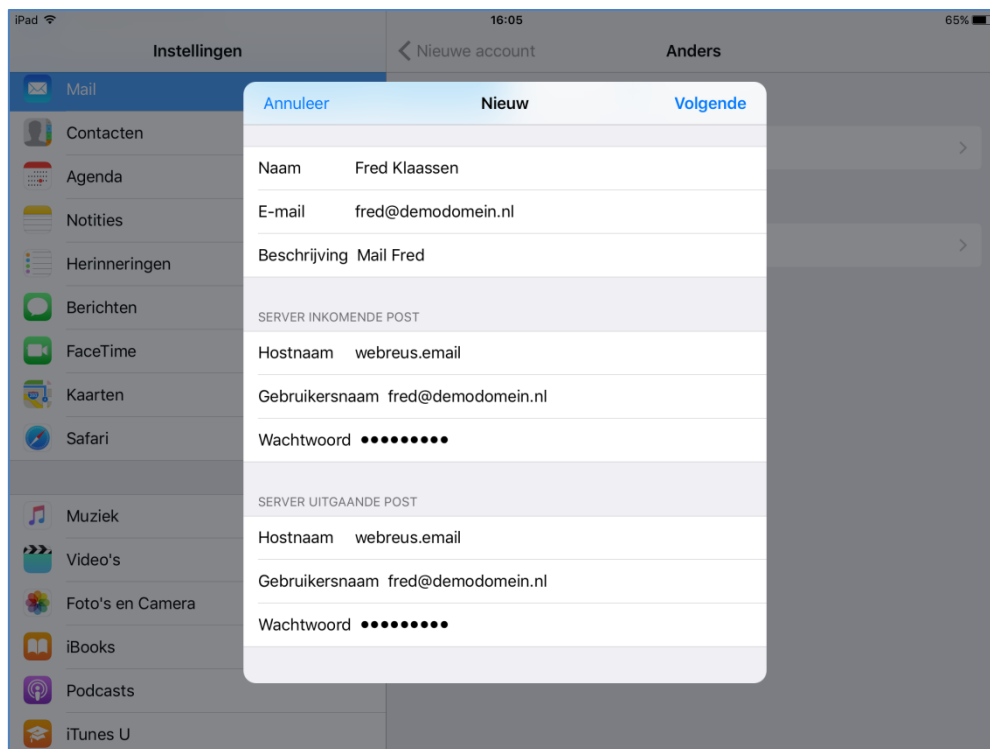 iPad 16:05 65%
Instellingen
Nieuwe account Anders
Mail
Contacten
Agenda
Notities
Herinneringen
Berichten
FaceTime
Kaarten
Safari
Muziek
Video's
Foto's en Camera
iBooks
Podcasts
iTunes U
Annuleer Nieuw Volgende
Naam Fred Klaassen
E-mail fred@demodomein.nl
Beschrijving Mail Fred
SERVER INKOMENDE POST
Hostnaam webreus.email
Gebruikersnaam fred@demodomein.nl
Wachtwoord ●●●●●●●●●
SERVER UITGAANDE POST
Hostnaam webreus.email
Gebruikersnaam fred@demodomein.nl
Wachtwoord ●●●●●●●●●